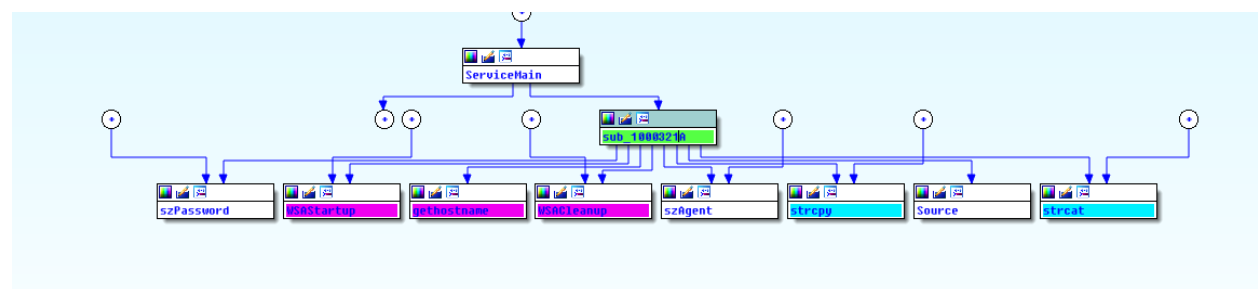 ServiceMain
sub_1000321A
szPassword
WSAStartup
gethostname
WSACleanup
szAgent
strcpy
Source
strcat